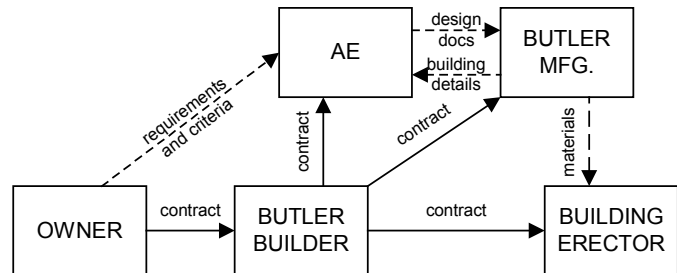 design
docs
AE
BUTLER
MFG.
building
details
requirements
and criteria
contract
contract
materials
OWNER
contract
BUTLER
BUILDER
contract
BUILDING
ERECTOR